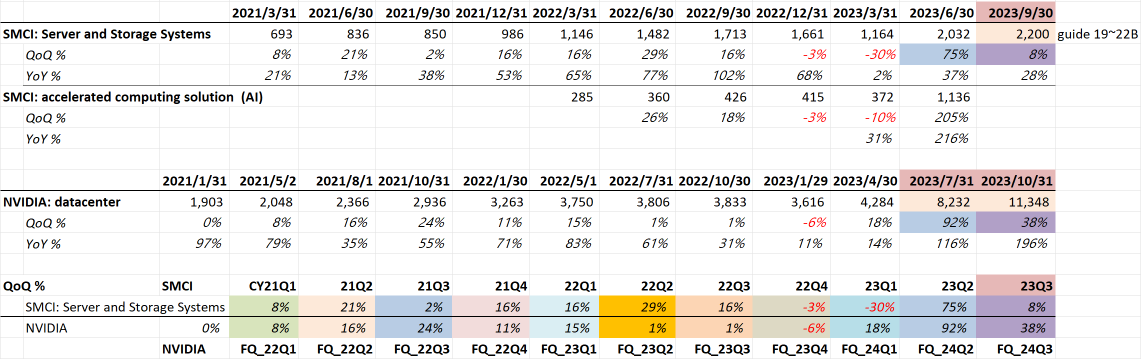 2021/3/31 2021/6/30 2021/9/30 2021/12/31 2022/3/31 2022/6/30 2022/9/30 2022/12/31 2023/3/31 2023/6/30 2023/9/30
SMCI: Server and Storage Systems 693 836 850 986 1,146 1,482 1,713 1,661 1,164 2,032 2,200 guide 19~22B
QoQ % 8% 21% 2% 16% 16% 29% 16% -3% -30% 75% 8%
YoY % 21% 13% 38% 53% 65% 77% 102% 68% 2% 37% 28%
SMCI: accelerated computing solution (AI) 285 360 426 415 372 1,136
QoQ % 26% 18% -3% -10% 205%
YoY % 31% 216%
2021/1/31 2021/5/2 2021/8/1 2021/10/31 2022/1/30 2022/5/1 2022/7/31 2022/10/30 2023/1/29 2023/4/30 2023/7/31 2023/10/31
NVIDIA: datacenter 1,903 2,048 2,366 2,936 3,263 3,750 3,806 3,833 3,616 4,284 8,232 11,348
QoQ % 0% 8% 16% 24% 11% 15% 1% 1% -6% 18% 92% 38%
YoY % 97% 79% 35% 55% 71% 83% 61% 31% 11% 14% 116% 196%
QoQ % SMCI CY21Q1 21Q2 21Q3 21Q4 22Q1 22Q2 22Q3 22Q4 23Q1 23Q2 23Q3
SMCI: Server and Storage Systems 8% 21% 2% 16% 16% 29% 16% -3% -30% 75% 8%
NVIDIA 0% 8% 16% 24% 11% 15% 1% 1% -6% 18% 92% 38%
NVIDIA FQ_22Q1 FQ_22Q2 FQ_22Q3 FQ_22Q4 FQ_23Q1 FQ_23Q2 FQ_23Q3 FQ_23Q4 FQ_24Q1 FQ_24Q2 FQ_24Q3